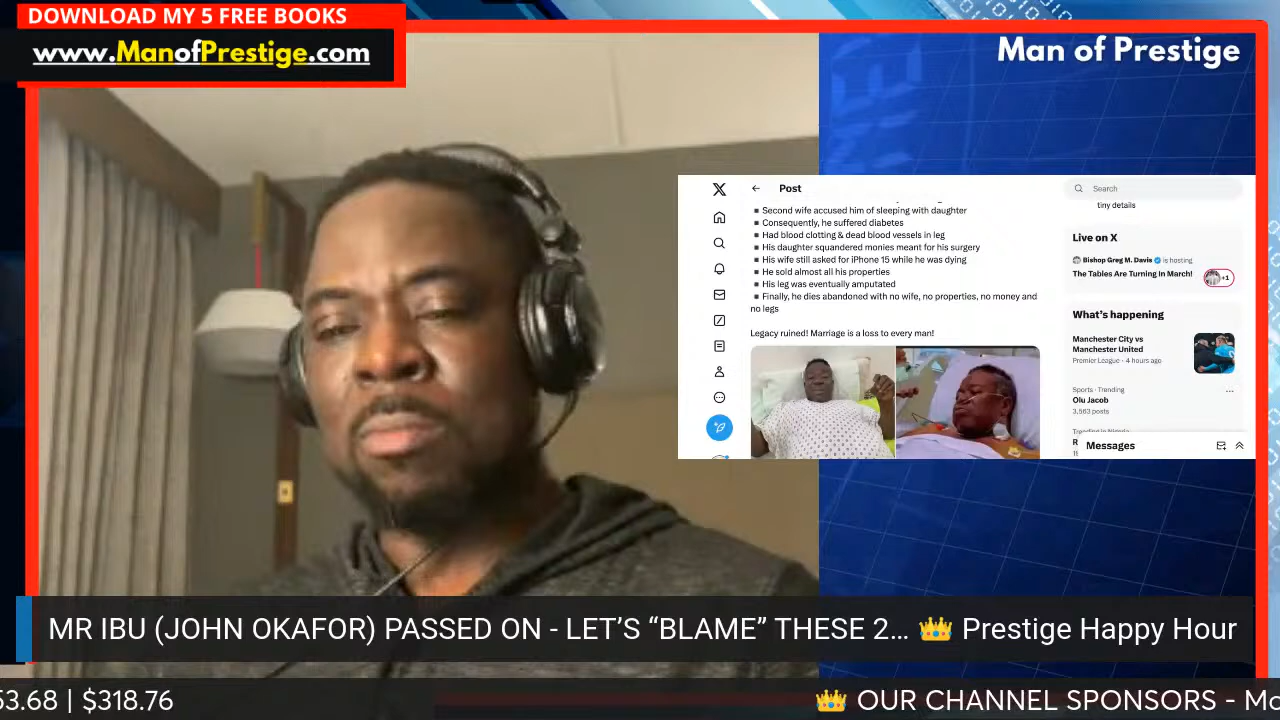 DOWNLOAD MY 5 FREE BOOKS
www.ManofPrestige.com
Man of Prestige
Post
■ Second wife accused him of sleeping with daughter
■ Consequently, he suffered diabetes
■ Had blood clotting & dead blood vessels in leg
■ His daughter squandered monies meant for his surgery
■ His wife still asked for iPhone 15 while he was dying
■ He sold almost all his properties
■ His leg was eventually amputated
■ Finally, he dies abandoned with no wife, no properties, no money and
no legs
Legacy ruined! Marriage is a loss to every man!
Search
tiny details
Live on X
Bishop Greg M. Davis is hosting
The Tables Are Turning In March!
+1
What's happening
Manchester City vs
Manchester United
Premier League · 4 hours ago
Sports · Trending
Olu Jacob
3,563 posts
Messages
MR IBU (JOHN OKAFOR) PASSED ON - LET'S “BLAME” THESE 2... 👑 Prestige Happy Hour
53.68 | $318.76
👑 OUR CHANNEL SPONSORS - Mo